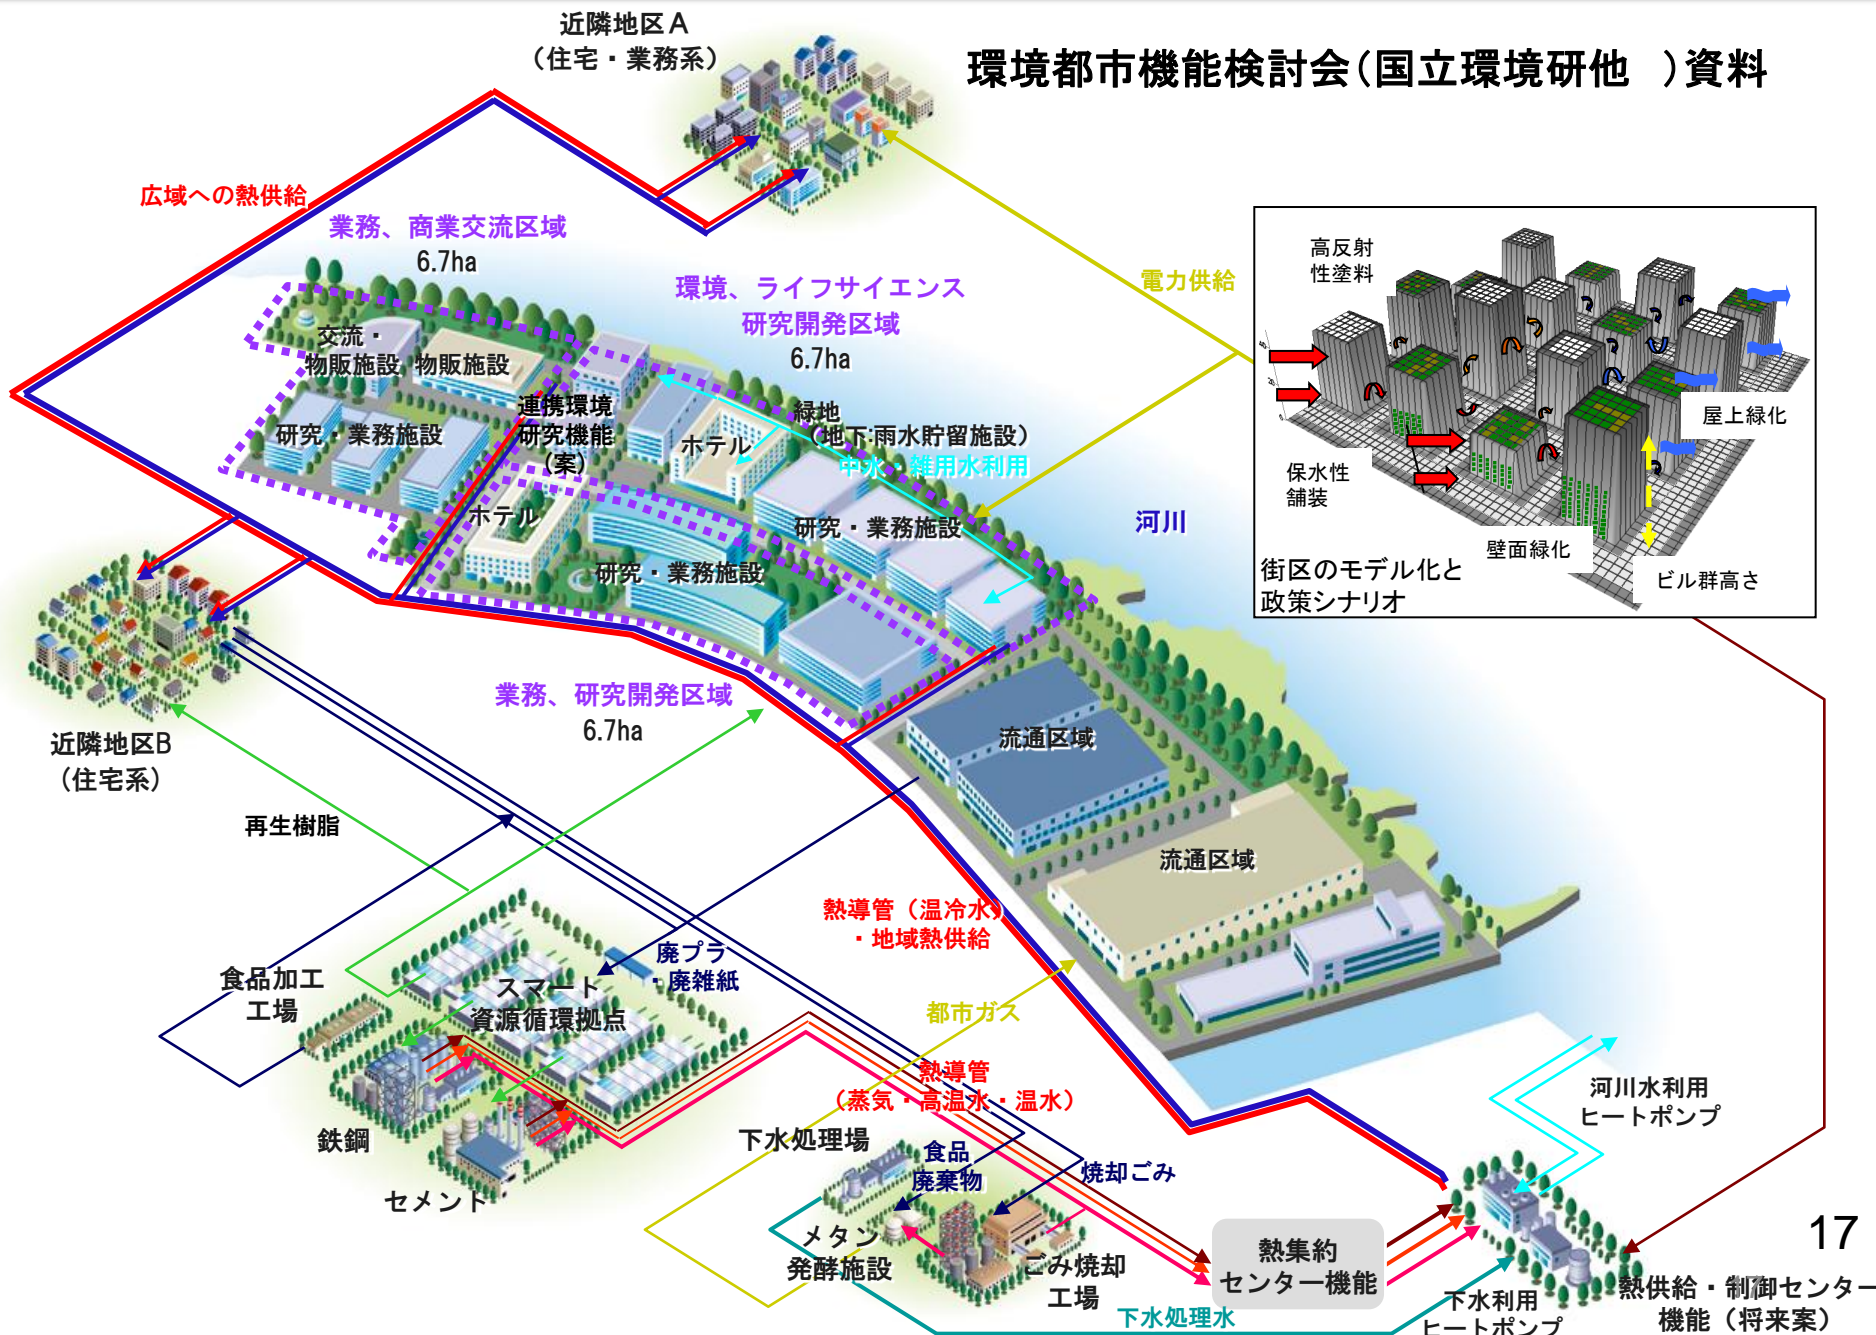 近隣地区A
（住宅・業務系）
環境都市機能検討会（国立環境研他　）資料
広域への熱供給
業務、商業交流区域
6.7ha
環境、ライフサイエンス
研究開発区域
6.7ha
電力供給
高反射
性塗料
屋上緑化
保水性
舗装
壁面緑化
ビル群高さ
街区のモデル化と
政策シナリオ
交流・
物販施設
物販施設
連携環境
研究機能
（案）
研究・業務施設
ホテル
緑地
（地下:雨水貯留施設）
中水・雑用水利用
ホテル
研究・業務施設
河川
研究・業務施設
業務、研究開発区域
6.7ha
近隣地区B
（住宅系）
再生樹脂
流通区域
流通区域
熱導管（温冷水）
・地域熱供給
廃プラ
・廃雑紙
食品加工
工場
スマート
資源循環拠点
都市ガス
熱導管
（蒸気・高温水・温水）
河川水利用
ヒートポンプ
鉄鋼
セメント
下水処理場
食品
廃棄物
焼却ごみ
メタン
発酵施設
ごみ焼却
工場
熱集約
センター機能
下水処理水
下水利用
ヒートポンプ
熱供給・制御センター
機能（将来案）
17
17